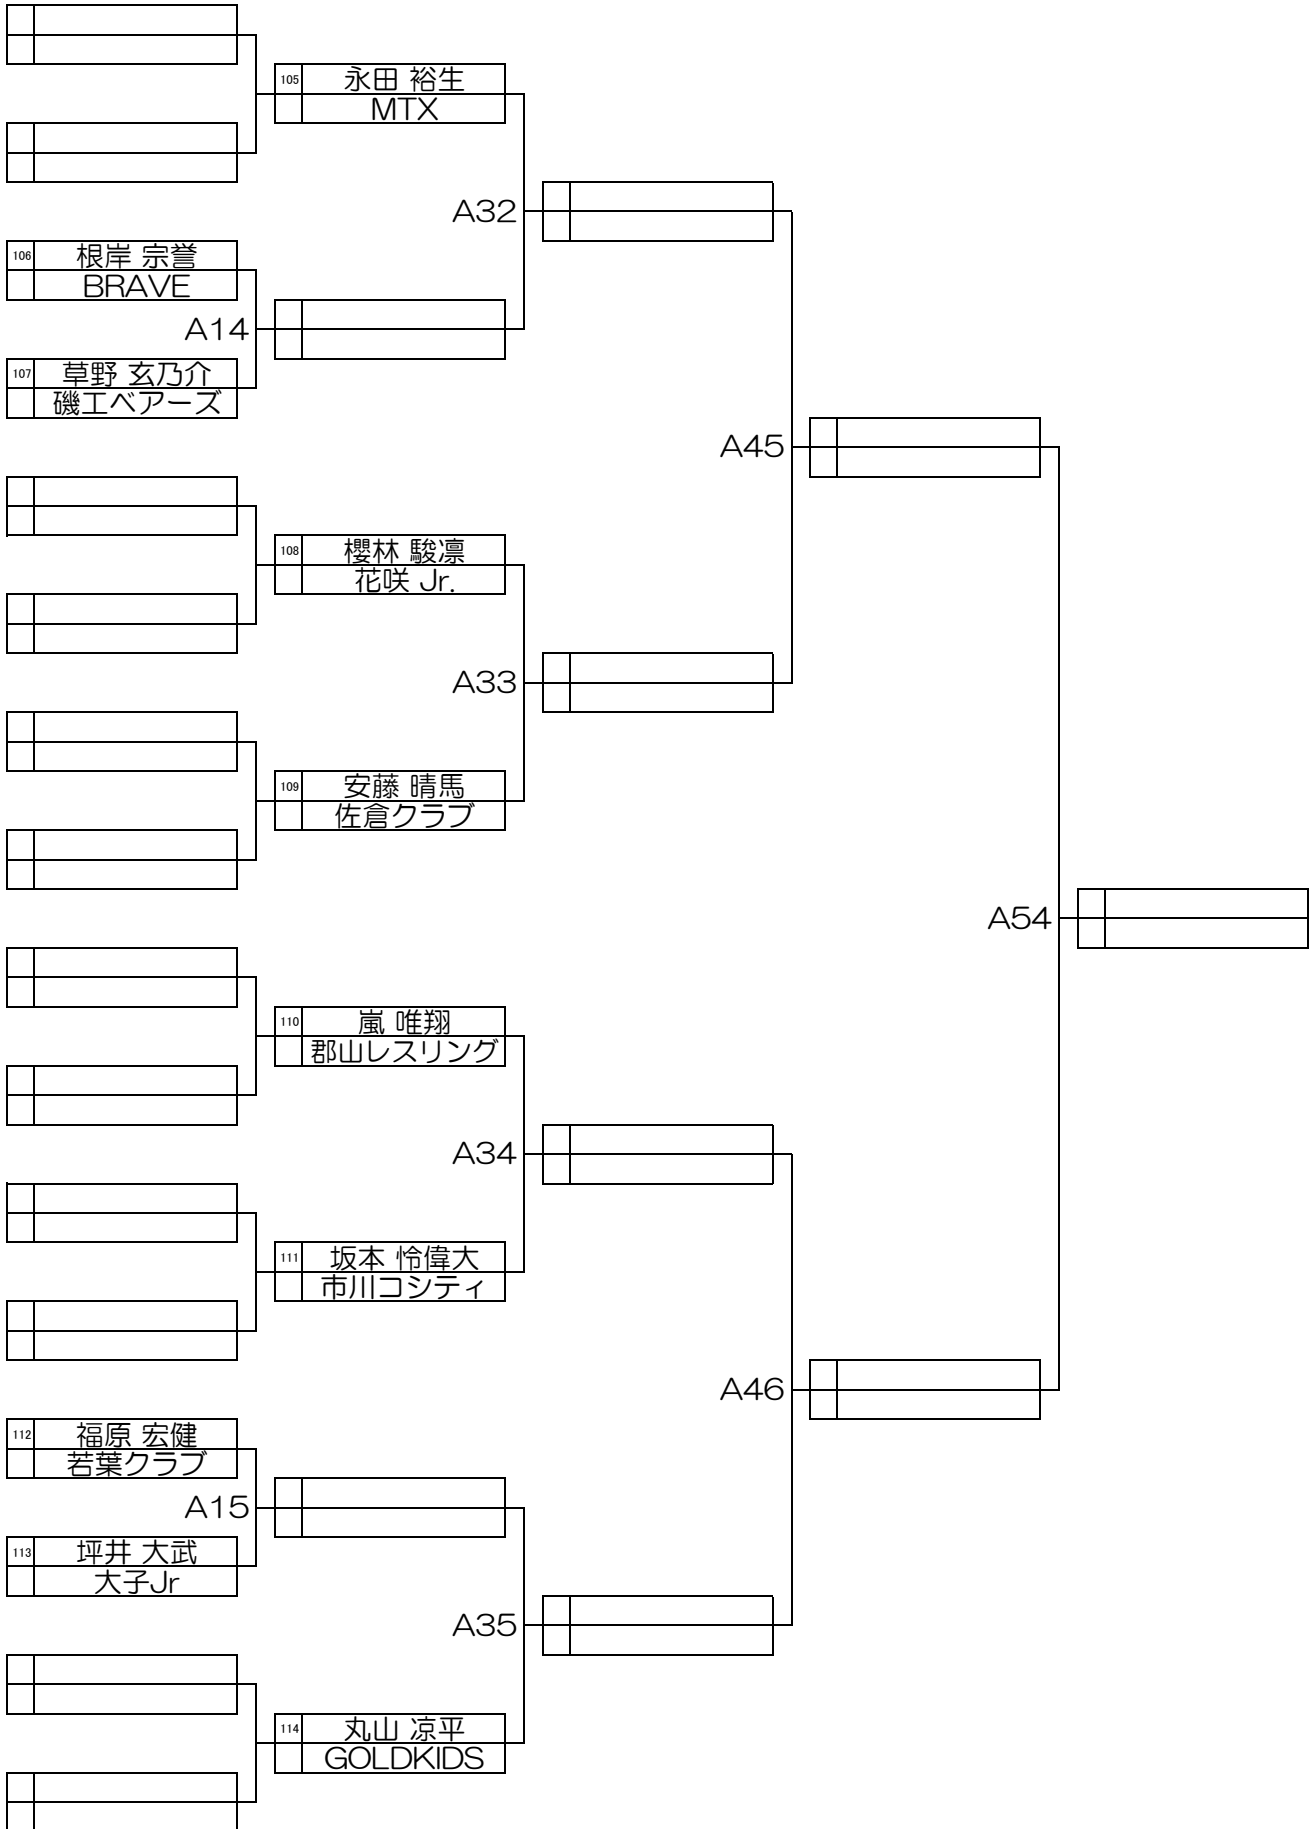 105 永田 裕生
MTX
A32
106 根岸 宗誉
BRAVE
A14
107 草野 玄乃介
磯工ベアーズ
A45
108 櫻林 駿凛
花咲 Jr.
A33
109 安藤 晴馬
佐倉クラブ
A54
110 嵐 唯翔
郡山レスリング
A34
111 坂本 怜偉大
市川コシティ
A46
112 福原 宏健
若葉クラブ
A15
113 坪井 大武
大子Jr
A35
114 丸山 凉平
GOLDKIDS